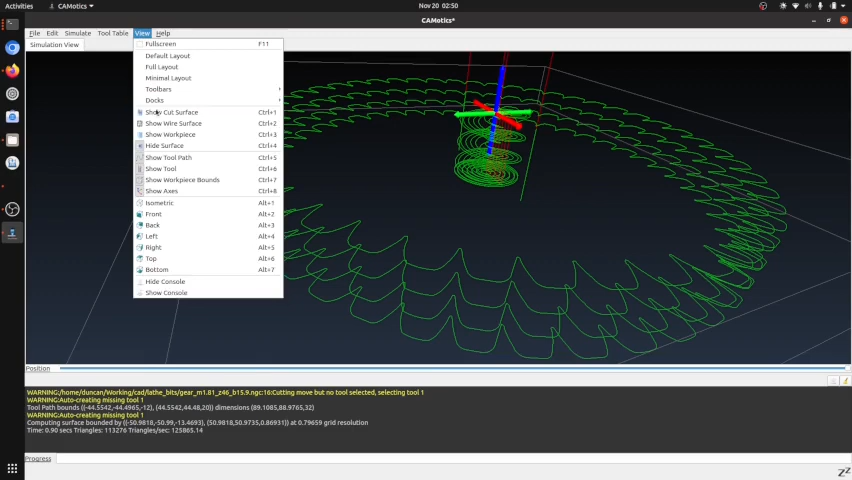 Activities
CAMotics
Nov 20 02:50
CAMotics*
File Edit Simulate Tool Table View Help
Simulation View
Fullscreen F11
Default Layout
Full Layout
Minimal Layout
Toolbars
Docks
Show Cut Surface Ctrl+1
Show Wire Surface Ctrl+2
Show Workpiece Ctrl+3
Hide Surface Ctrl+4
Show Tool Path Ctrl+5
Show Tool Ctrl+6
Show Workpiece Bounds Ctrl+7
Show Axes Ctrl+8
Isometric Alt+1
Front Alt+2
Back Alt+3
Left Alt+4
Right Alt+5
Top Alt+6
Bottom Alt+7
Hide Console
Show Console
Position
WARNING:/home/duncan/Working/cad/lathe_bits/gear_m1.81_z46_b15.9.ngc:16:Cutting move but no tool selected, selecting tool 1
WARNING:Auto-creating missing tool 1
Tool Path bounds ((-44.5542,-44.4965,-12), (44.5542,44.48,20)) dimensions (89.1085,88.9765,32)
WARNING:Auto-creating missing tool 1
Computing surface bounded by ((-50.9818,-50.99,-13.4693), (50.9818,50.9735,0.86931)) at 0.79659 grid resolution
Time: 0.90 secs Triangles: 113276 Triangles/sec: 125865.14
Progress